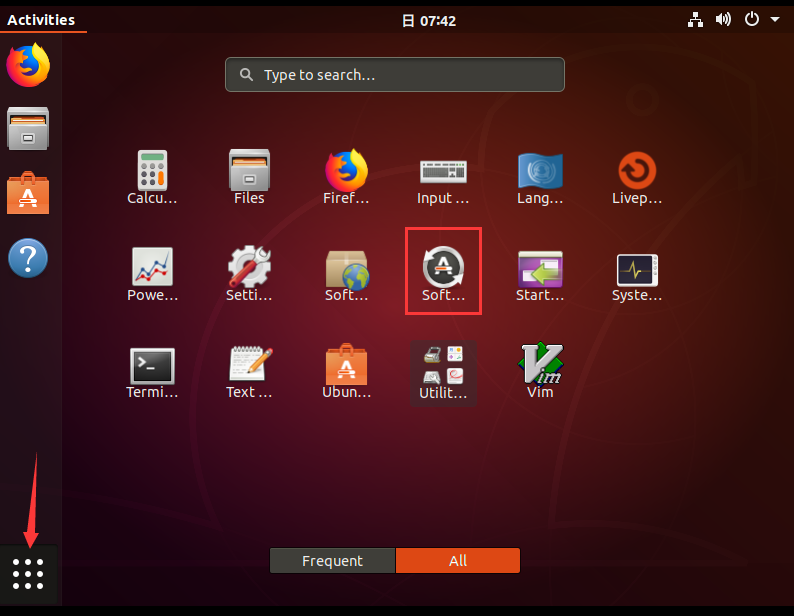 Activities
日 07:42
Type to search...
Calcu...
Files
Firef...
Input ...
Lang...
Livep...
Powe...
Setti...
Soft...
Soft...
Start...
Syste...
Termi...
Text ...
Ubun...
Utilit...
Vim
Frequent
All